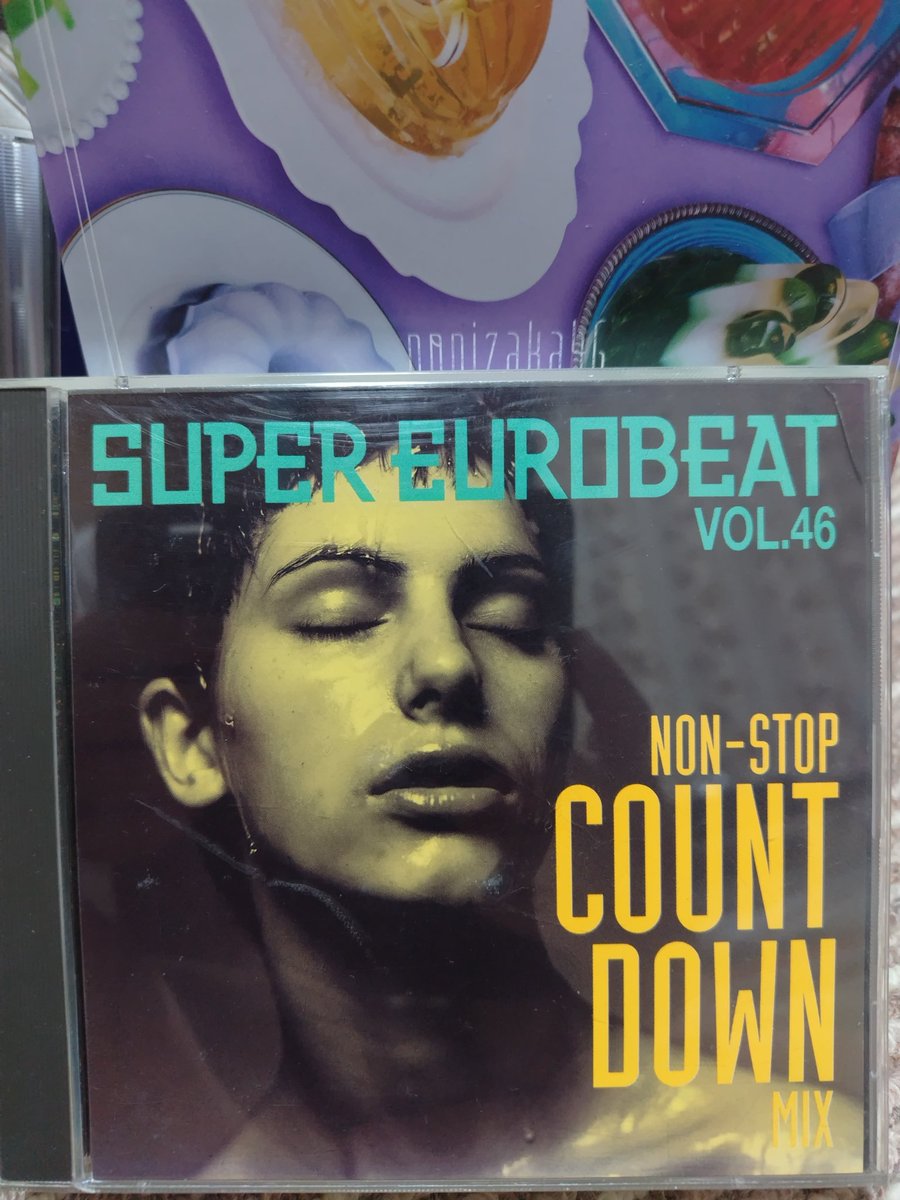 SUPER EUROBEAT
VOL.46
NON-STOP
COUNT
DOWN
MIX